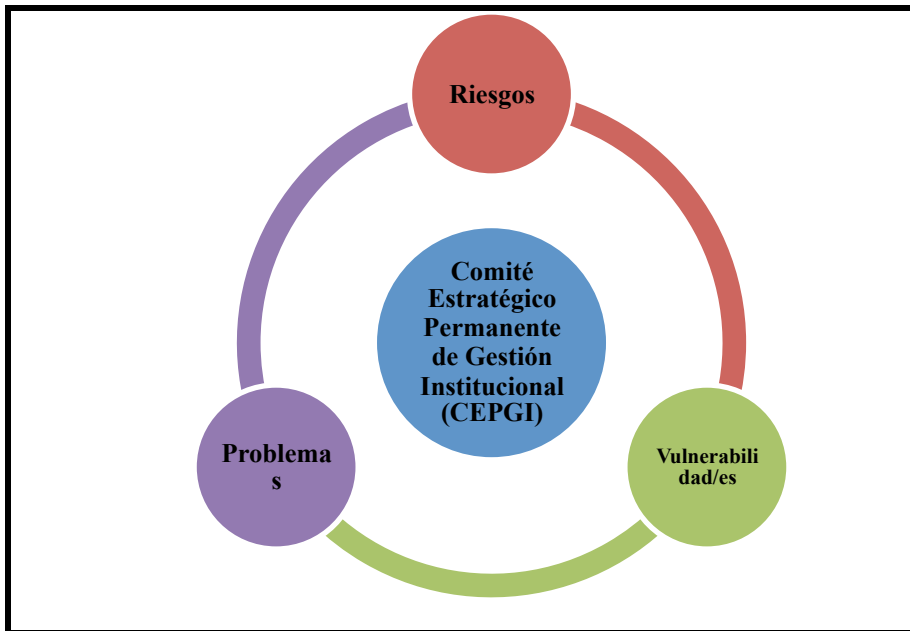 Riesgos
Comité
Estratégico
Permanente
de Gestión
Institucional
(CEPGI)
Problema
s
Vulnerabili
dad/es